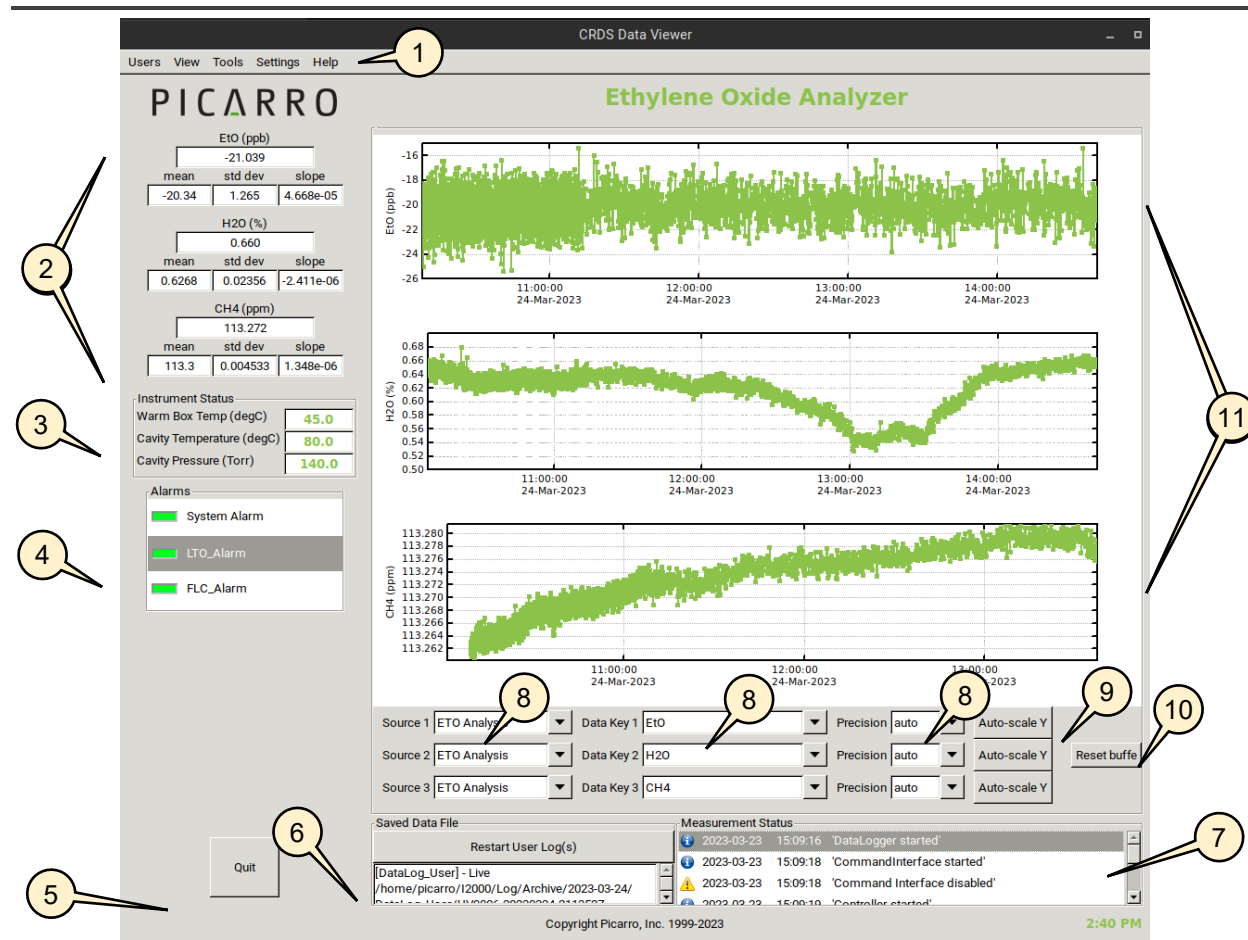 CRDS Data Viewer
1
Users View Tools Settings Help
PICARRO
Ethylene Oxide Analyzer
EtO (ppb)
-21.039
mean std dev slope
-20.34 1.265 4.668e-05
H2O (%)
0.660
mean std dev slope
0.6268 0.02356 -2.411e-06
CH4 (ppm)
113.272
mean std dev slope
113.3 0.004533 1.348e-06
2
Instrument Status
Warm Box Temp (degC) 45.0
Cavity Temperature (degC) 80.0
Cavity Pressure (Torr) 140.0
3
Alarms
System Alarm
LTO_Alarm
FLC_Alarm
4
EtO (ppb)
-16
-18
-20
-22
-24
-26
11:00:00 12:00:00 13:00:00 14:00:00
24-Mar-2023 24-Mar-2023 24-Mar-2023 24-Mar-2023
H2O (%)
0.68
0.66
0.64
0.62
0.60
0.58
0.56
0.54
0.52
0.50
11:00:00 12:00:00 13:00:00 14:00:00
24-Mar-2023 24-Mar-2023 24-Mar-2023 24-Mar-2023
11
CH4 (ppm)
113.280
113.278
113.276
113.274
113.272
113.270
113.268
113.266
113.264
113.262
11:00:00 12:00:00 13:00:00
24-Mar-2023 24-Mar-2023
8 8 8 9 10
Source 1 ETO Analysis Data Key 1 EtO Precision auto Auto-scale Y
Source 2 ETO Analysis Data Key 2 H2O Precision auto Auto-scale Y Reset buffe
Source 3 ETO Analysis Data Key 3 CH4 Precision auto Auto-scale Y
Quit
5
6
Saved Data File
Restart User Log(s)
[DataLog_User] - Live
/home/picarro/I2000/Log/Archive/2023-03-24/
Measurement Status
2023-03-23 15:09:16 'DataLogger started'
2023-03-23 15:09:18 'CommandInterface started'
2023-03-23 15:09:18 'Command Interface disabled'
2023-03-23 15:09:19 'Controller started'
7
Copyright Picarro, Inc. 1999-2023
2:40 PM